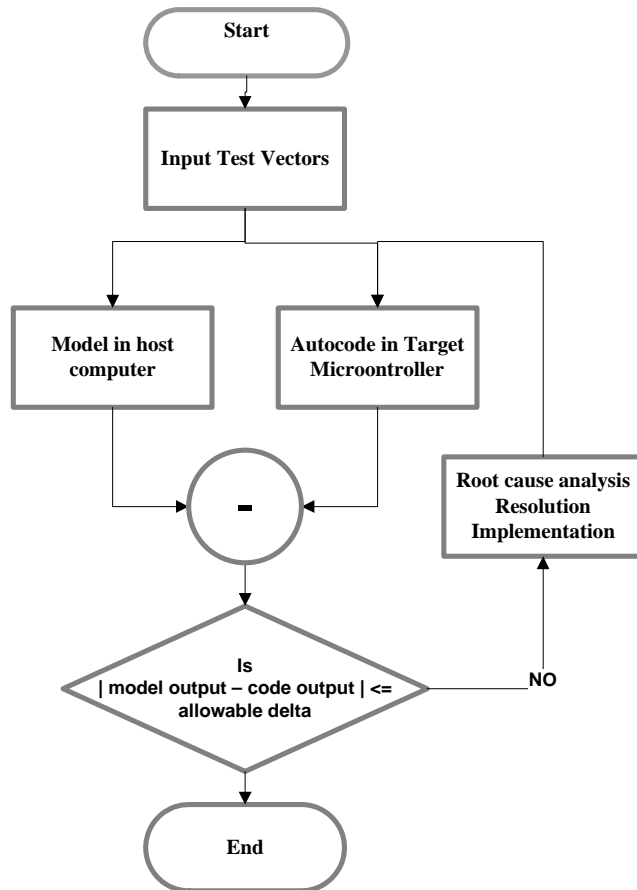 Start
Input Test Vectors
Model in host
computer
Autocode in Target
Microontroller
-
Root cause analysis
Resolution
Implementation
Is
| model output – code output | <=
allowable delta
NO
End